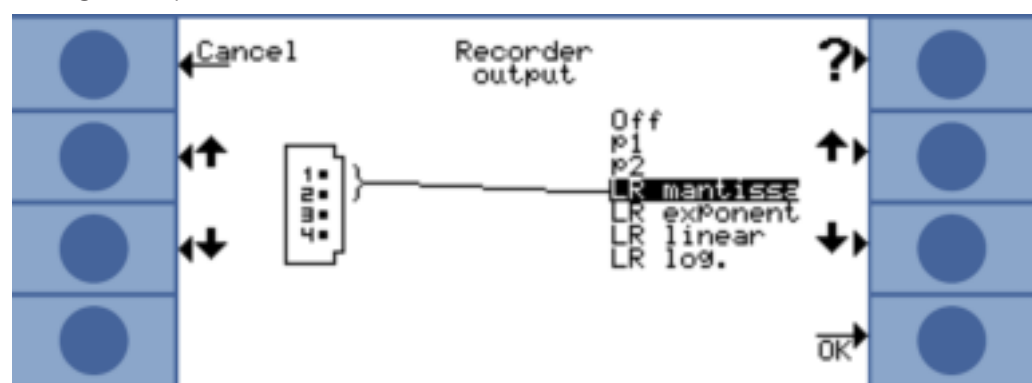 Cancel
Recorder
output
?
Off
p1
p2
LR mantissa
LR exponent
LR linear
LR log.
1
2
3
4
OK